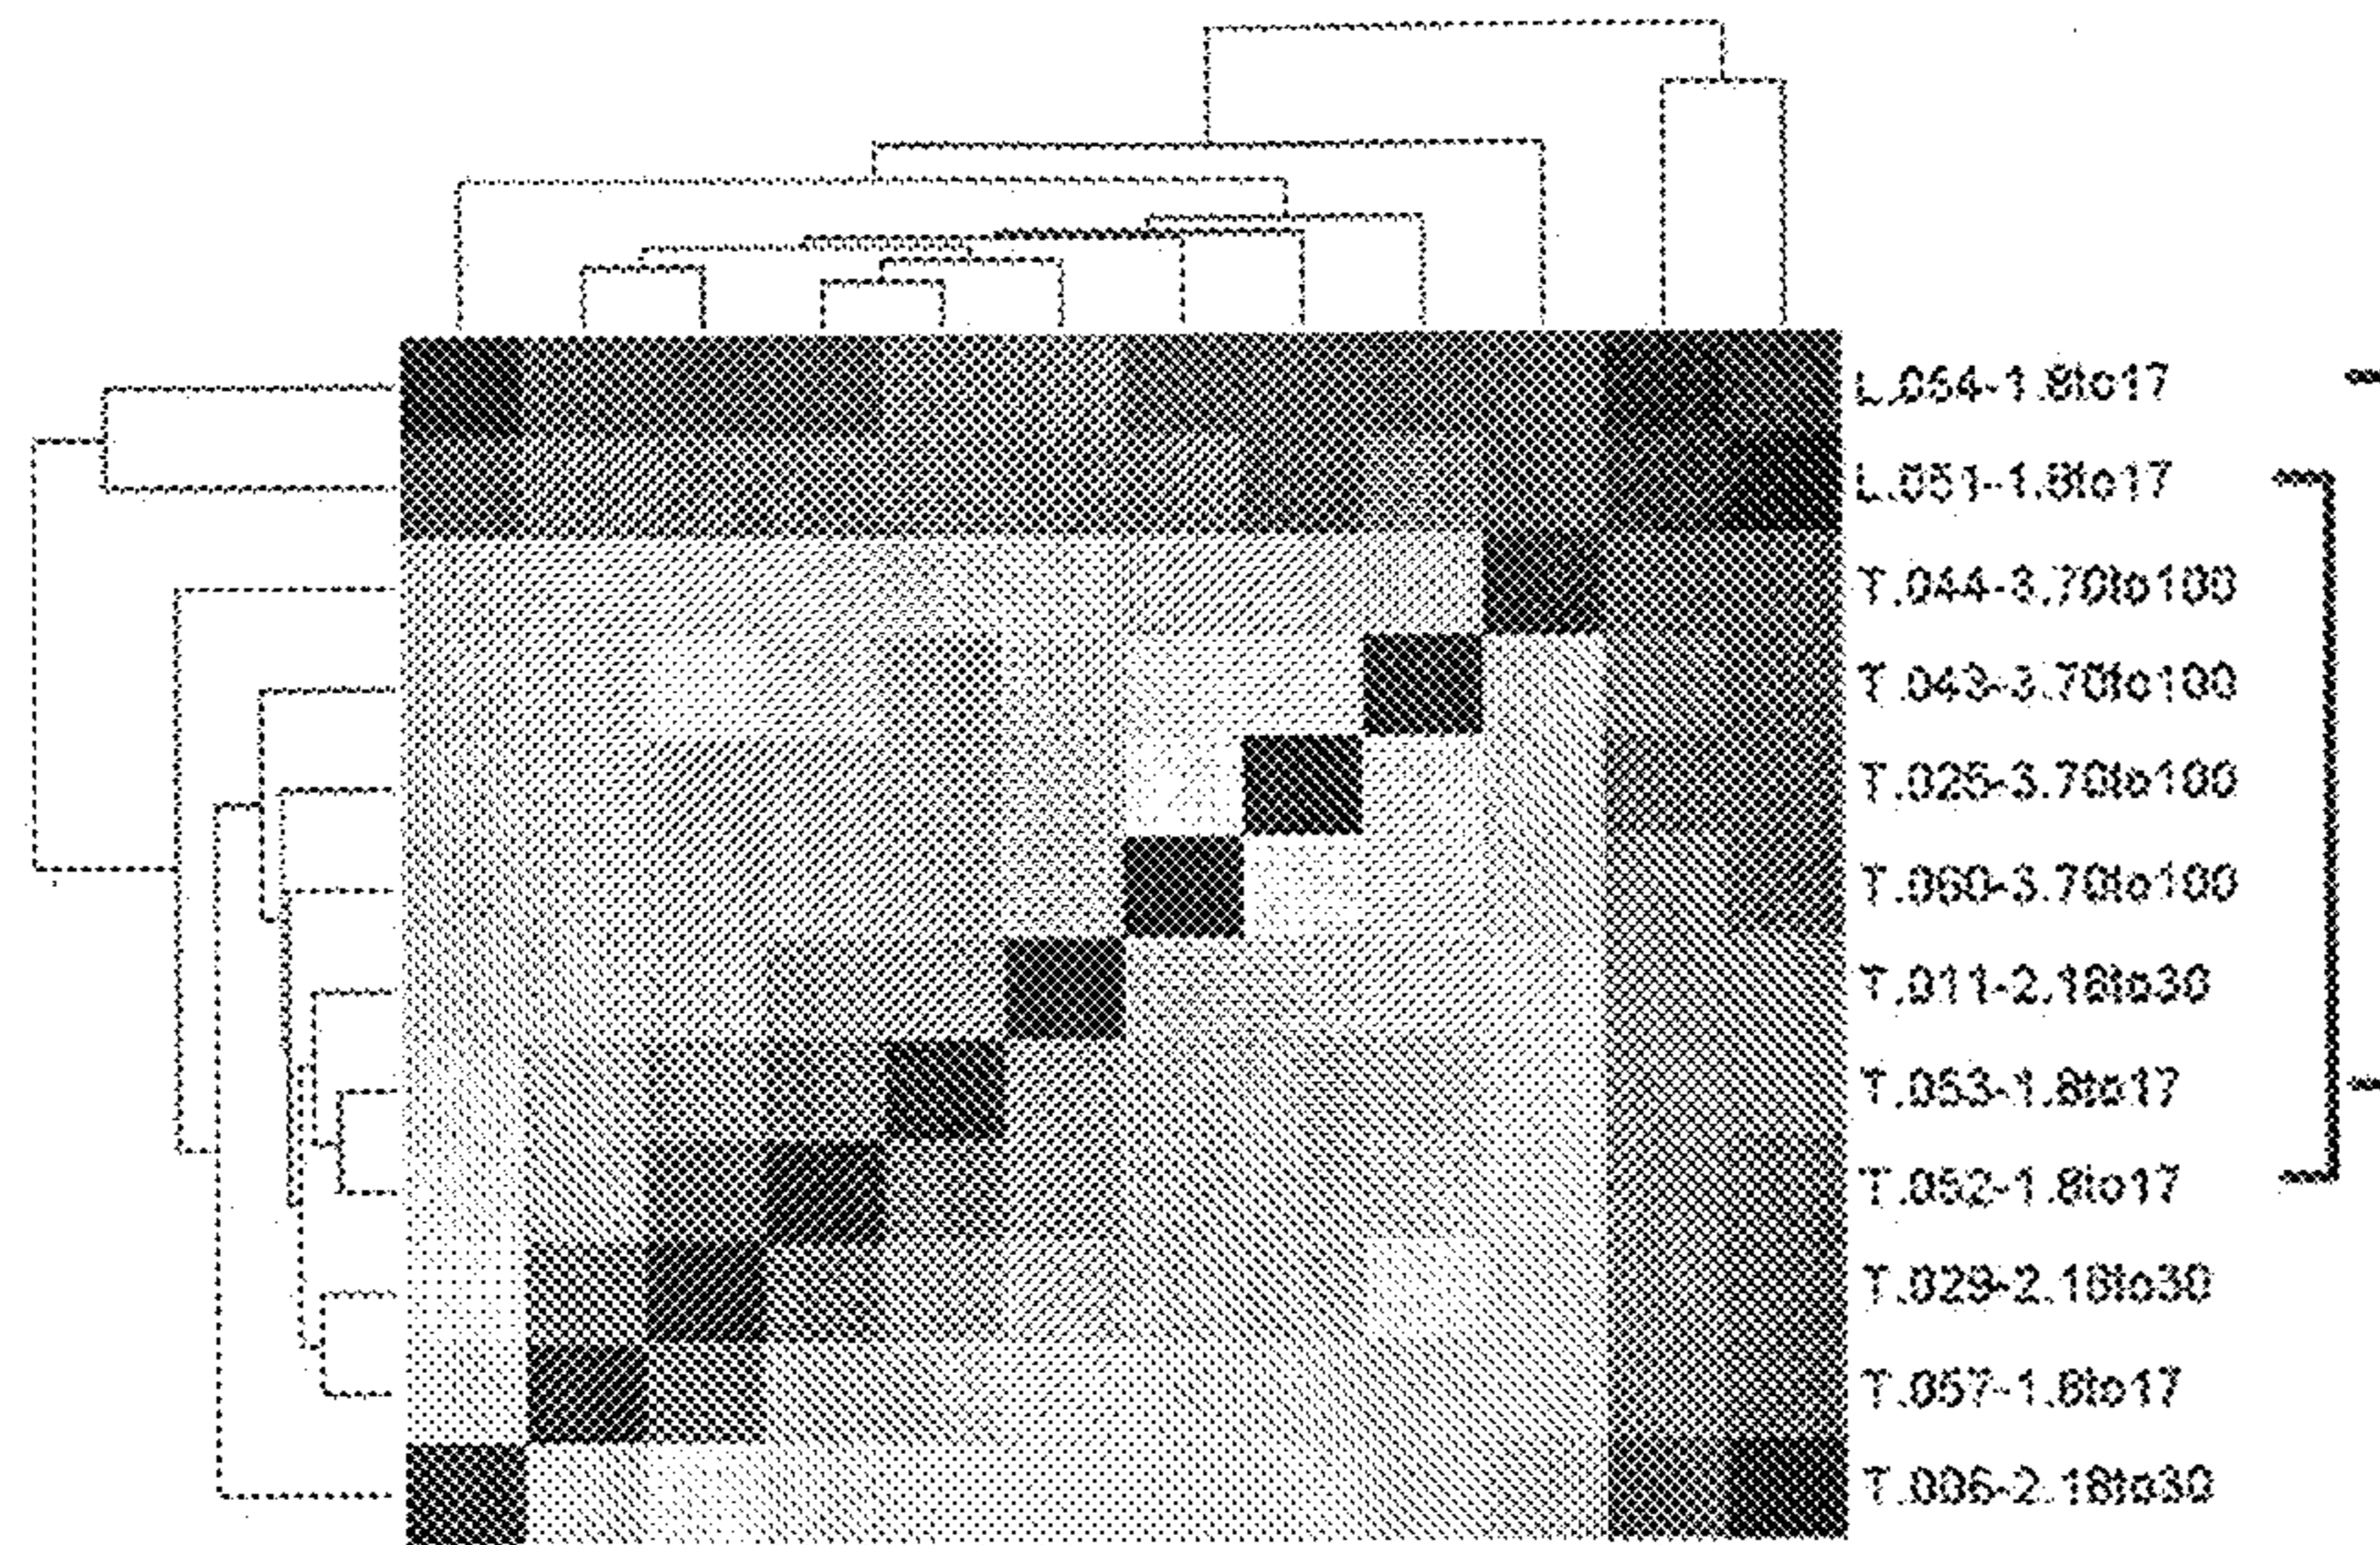 L.064-1.8to17
L.051-1.8to17
T.044-3.70to100
T.043-3.70to100
T.025-3.70to100
T.060-3.70to100
T.011-2.18to30
T.053-1.8to17
T.052-1.8to17
T.029-2.18to30
T.057-1.8to17
T.006-2.18to30